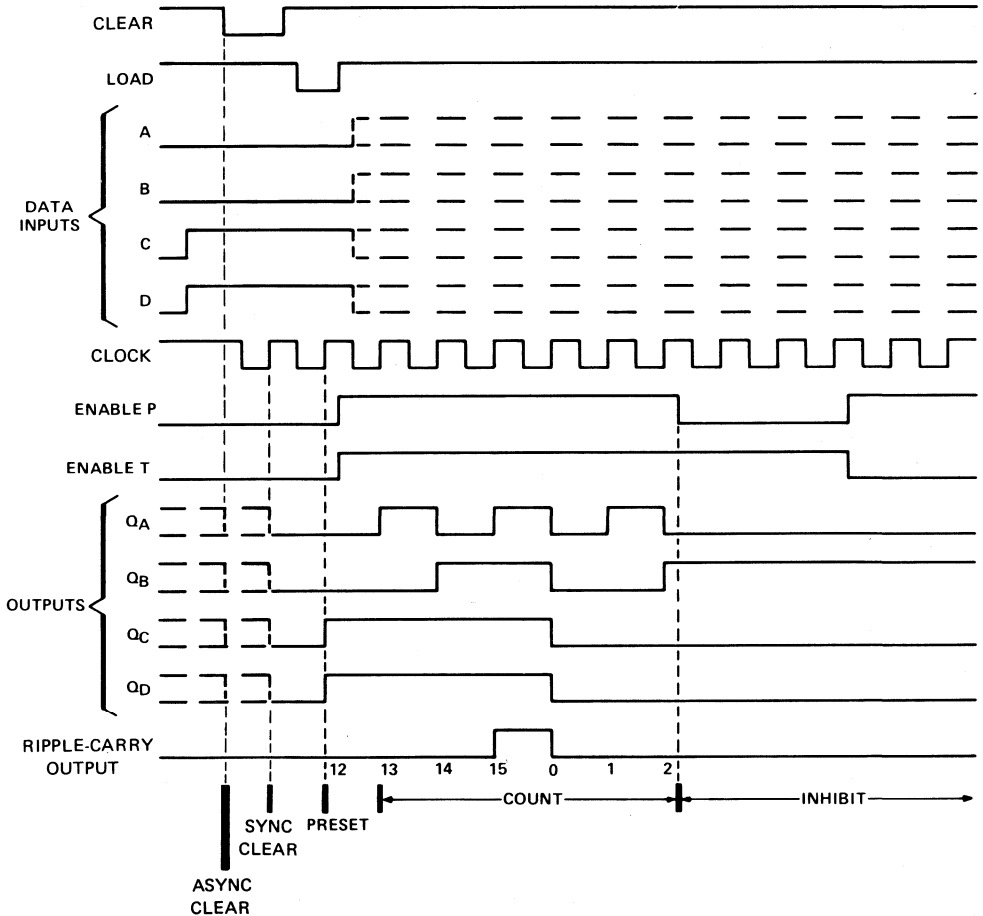 CLEAR
LOAD
A
B
DATA
INPUTS
C
D
CLOCK
ENABLE P
ENABLE T
QA
QB
OUTPUTS
QC
QD
RIPPLE-CARRY
OUTPUT
12 13 14 15 0 1 2
COUNT
INHIBIT
SYNC
CLEAR
PRESET
ASYNC
CLEAR